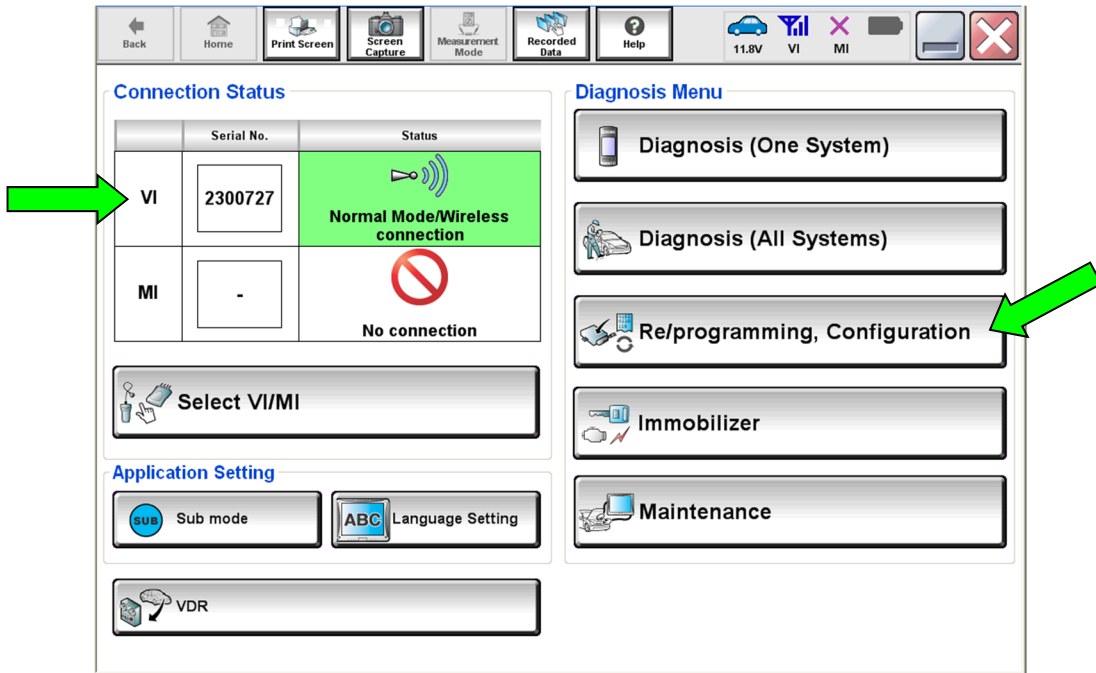 Back
Home
Print Screen
Screen
Capture
Measurement
Mode
Recorded
Data
Help
11.8V
VI
MI
Connection Status
Serial No.
Status
VI
2300727
Normal Mode/Wireless
connection
MI
-
No connection
Select VI/MI
Application Setting
SUB
Sub mode
ABC
Language Setting
VDR
Diagnosis Menu
Diagnosis (One System)
Diagnosis (All Systems)
Re/programming, Configuration
Immobilizer
Maintenance